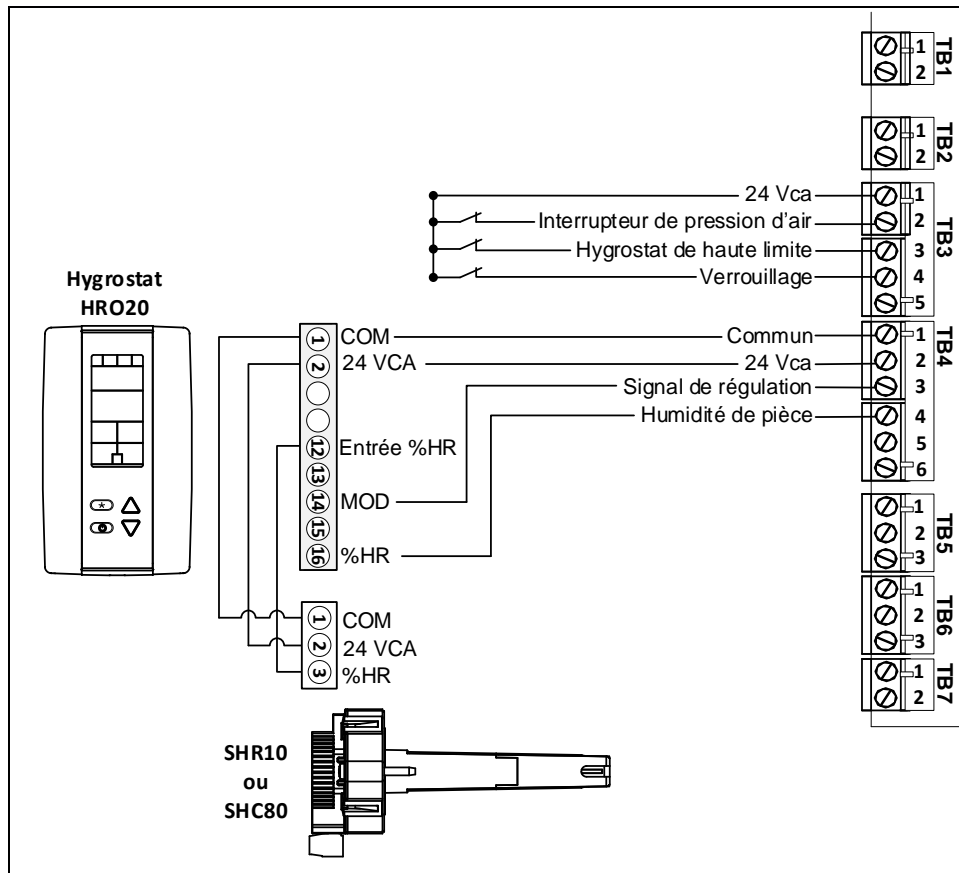 1
2
TB1
1
2
TB2
24 Vca
1
Interrupteur de pression d'air
2
Hygrostat de haute limite
3
Verrouillage
4
5
TB3
Hygrostat
HRO20
1 COM
Commun
1
2 24 VCA
24 Vca
2
Signal de régulation
3
Humidité de pièce
4
5
6
TB4
12 Entrée %HR
13
14 MOD
15
16 %HR
1
2
3
TB5
1
2
3
TB6
1 COM
2 24 VCA
3 %HR
1
2
TB7
SHR10
ou
SHC80